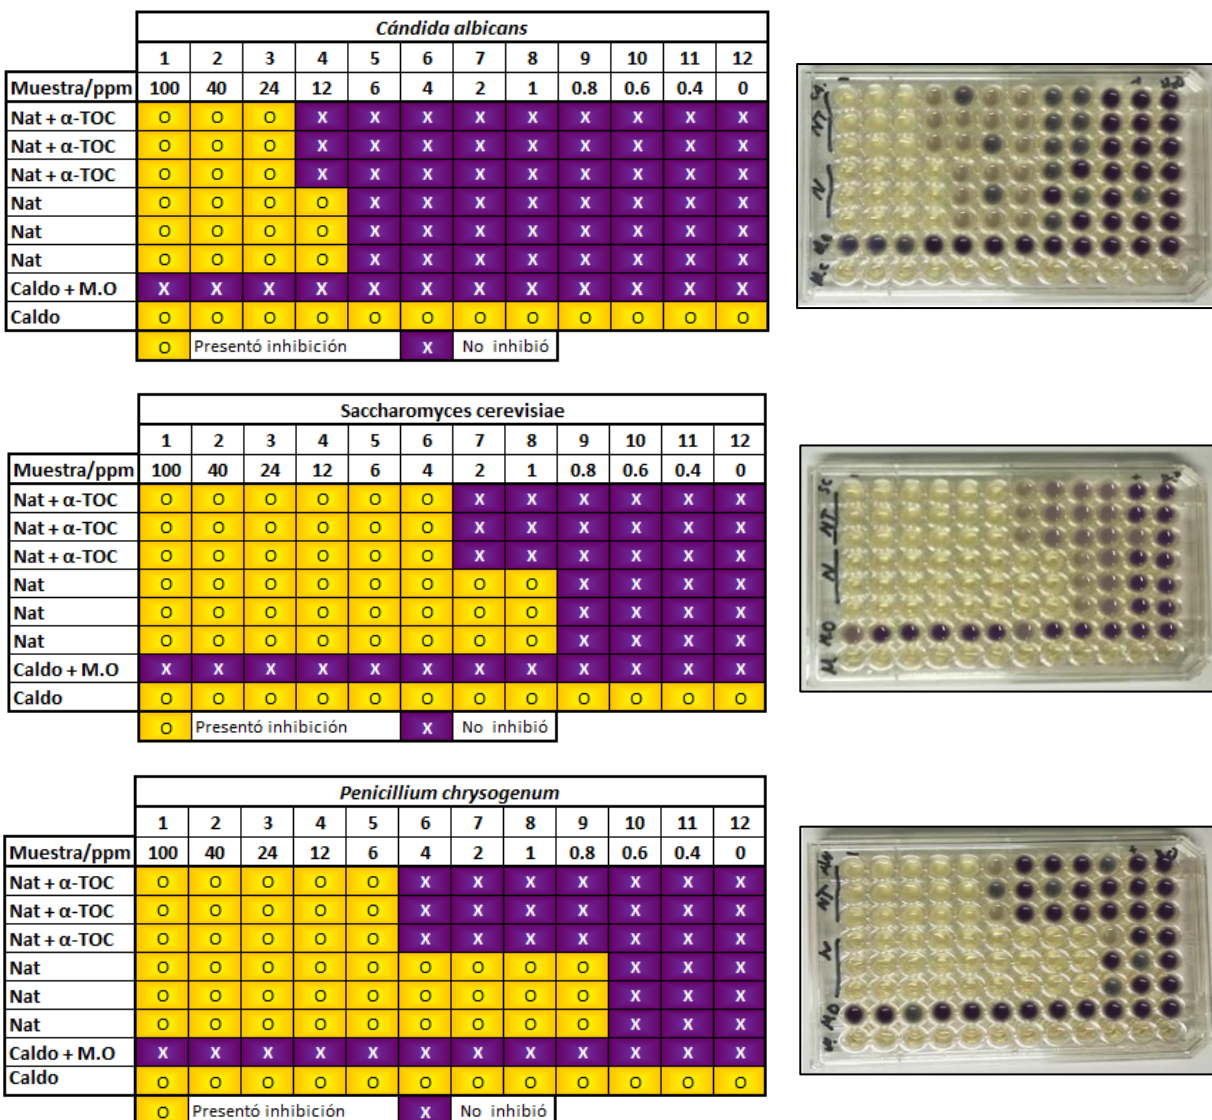 Cándida albicans
1 2 3 4 5 6 7 8 9 10 11 12
Muestra/ppm 100 40 24 12 6 4 2 1 0.8 0.6 0.4 0
Nat + α-TOC O O O X X X X X X X X X
Nat + α-TOC O O O X X X X X X X X X
Nat + α-TOC O O O X X X X X X X X X
Nat O O O O X X X X X X X X
Nat O O O O X X X X X X X X
Nat O O O O X X X X X X X X
Caldo + M.O X X X X X X X X X X X X
Caldo O O O O O O O O O O O O
O Presentó inhibición X No inhibió
Saccharomyces cerevisiae
1 2 3 4 5 6 7 8 9 10 11 12
Muestra/ppm 100 40 24 12 6 4 2 1 0.8 0.6 0.4 0
Nat + α-TOC O O O O O O X X X X X X
Nat + α-TOC O O O O O O X X X X X X
Nat + α-TOC O O O O O O X X X X X X
Nat O O O O O O O O X X X X
Nat O O O O O O O O X X X X
Nat O O O O O O O O X X X X
Caldo + M.O X X X X X X X X X X X X
Caldo O O O O O O O O O O O O
O Presentó inhibición X No inhibió
Penicillium chrysogenum
1 2 3 4 5 6 7 8 9 10 11 12
Muestra/ppm 100 40 24 12 6 4 2 1 0.8 0.6 0.4 0
Nat + α-TOC O O O O O X X X X X X X
Nat + α-TOC O O O O O X X X X X X X
Nat + α-TOC O O O O O X X X X X X X
Nat O O O O O O O O O X X X
Nat O O O O O O O O O X X X
Nat O O O O O O O O O X X X
Caldo + M.O X X X X X X X X X X X X
Caldo O O O O O O O O O O O O
O Presentó inhibición X No inhibió